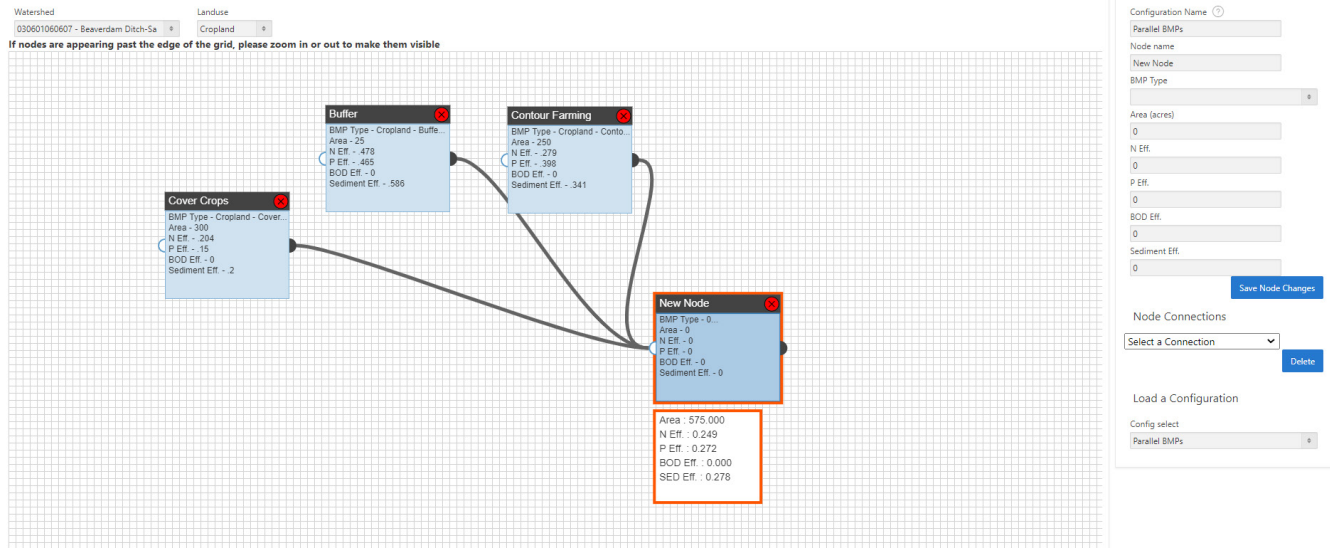 Watershed
030601060607 - Beaverdam Ditch-Sa
Landuse
Cropland
If nodes are appearing past the edge of the grid, please zoom in or out to make them visible
Buffer
BMP Type - Cropland - Buffe...
Area - 25
N Eff. - .478
P Eff. - .465
BOD Eff. - 0
Sediment Eff. - .586
Contour Farming
BMP Type - Cropland - Conto...
Area - 250
N Eff. - .279
P Eff. - .398
BOD Eff. - 0
Sediment Eff. - .341
Cover Crops
BMP Type - Cropland - Cover...
Area - 300
N Eff. - .204
P Eff. - .15
BOD Eff. - 0
Sediment Eff. - .2
New Node
BMP Type - 0...
Area - 0
N Eff. - 0
P Eff. - 0
BOD Eff. - 0
Sediment Eff. - 0
Area : 575.000
N Eff. : 0.249
P Eff. : 0.272
BOD Eff. : 0.000
SED Eff. : 0.278
Configuration Name ?
Parallel BMPs
Node name
New Node
BMP Type
Area (acres)
0
N Eff.
0
P Eff.
0
BOD Eff.
0
Sediment Eff.
0
Save Node Changes
Node Connections
Select a Connection
Delete
Load a Configuration
Config select
Parallel BMPs